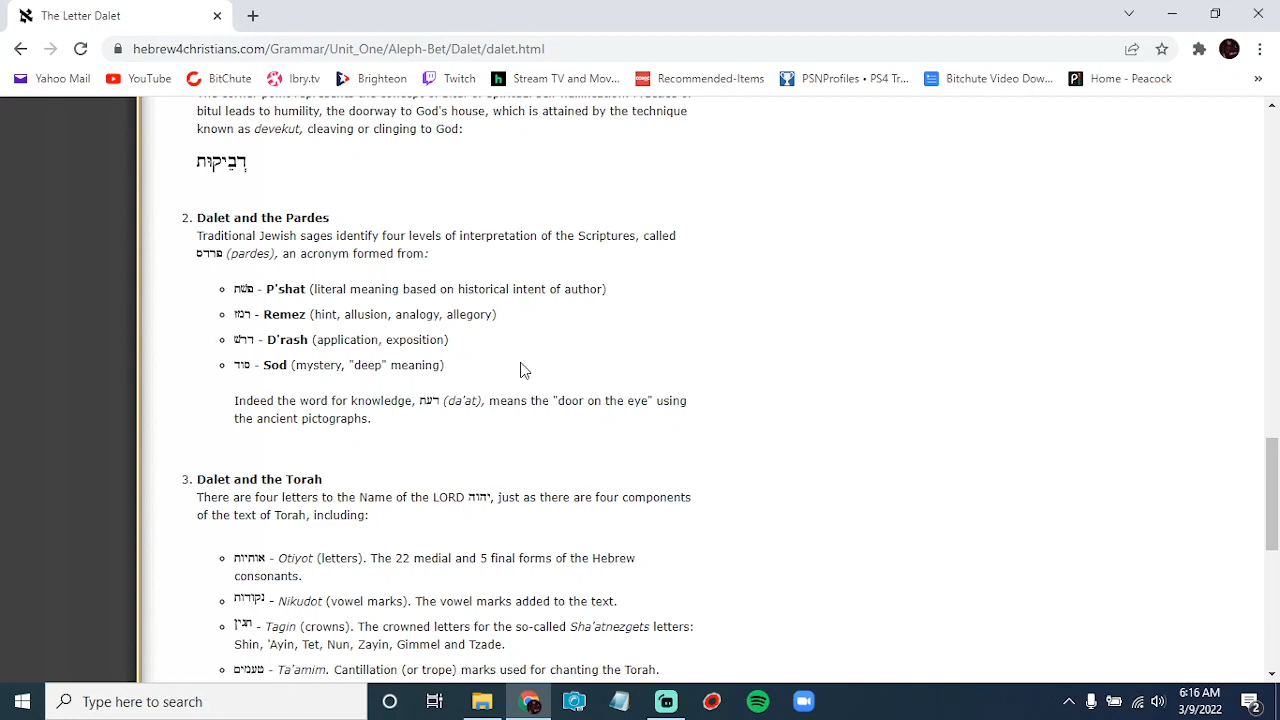 The Letter Dalet
hebrew4christians.com/Grammar/Unit_One/Aleph-Bet/Dalet/dalet.html
Yahoo Mail YouTube BitChute lbry.tv Brighteon Twitch Stream TV and Mov... Recommended-Items PSNProfiles • PS4 Tr... Bitchute Video Dow... Home - Peacock »
bitul leads to humility, the doorway to God's house, which is attained by the technique
known as devekut, cleaving or clinging to God:
דְבֵיקוּת
2. Dalet and the Pardes
Traditional Jewish sages identify four levels of interpretation of the Scriptures, called
פרדס (pardes), an acronym formed from:
פשׁת - P'shat (literal meaning based on historical intent of author)
רמז - Remez (hint, allusion, analogy, allegory)
דרשׁ - D'rash (application, exposition)
סוד - Sod (mystery, "deep" meaning)
Indeed the word for knowledge, דעת (da'at), means the "door on the eye" using
the ancient pictographs.
3. Dalet and the Torah
There are four letters to the Name of the LORD יהוה, just as there are four components
of the text of Torah, including:
אותיות - Otiyot (letters). The 22 medial and 5 final forms of the Hebrew
consonants.
נקודות - Nikudot (vowel marks). The vowel marks added to the text.
תגין - Tagin (crowns). The crowned letters for the so-called Sha'atnezgets letters:
Shin, 'Ayin, Tet, Nun, Zayin, Gimmel and Tzade.
טעמים - Ta'amim. Cantillation (or trope) marks used for chanting the Torah.
Type here to search
6:16 AM
3/9/2022
2